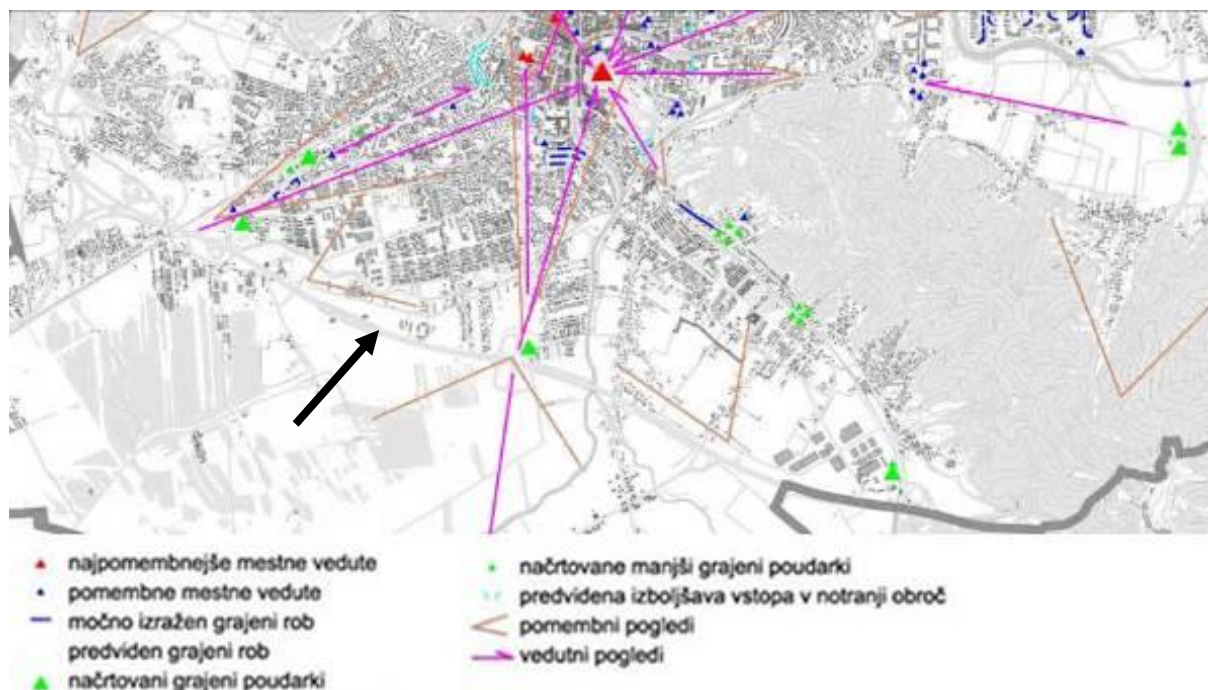 najpomembnejše mestne vedute
pomembne mestne vedute
močno izražen grajeni rob
predviden grajeni rob
načrtovani grajeni poudarki
načrtovane manjši grajeni poudarki
predvidena izboljšava vstopa v notranji obroč
pomembni pogledi
vedutni pogledi